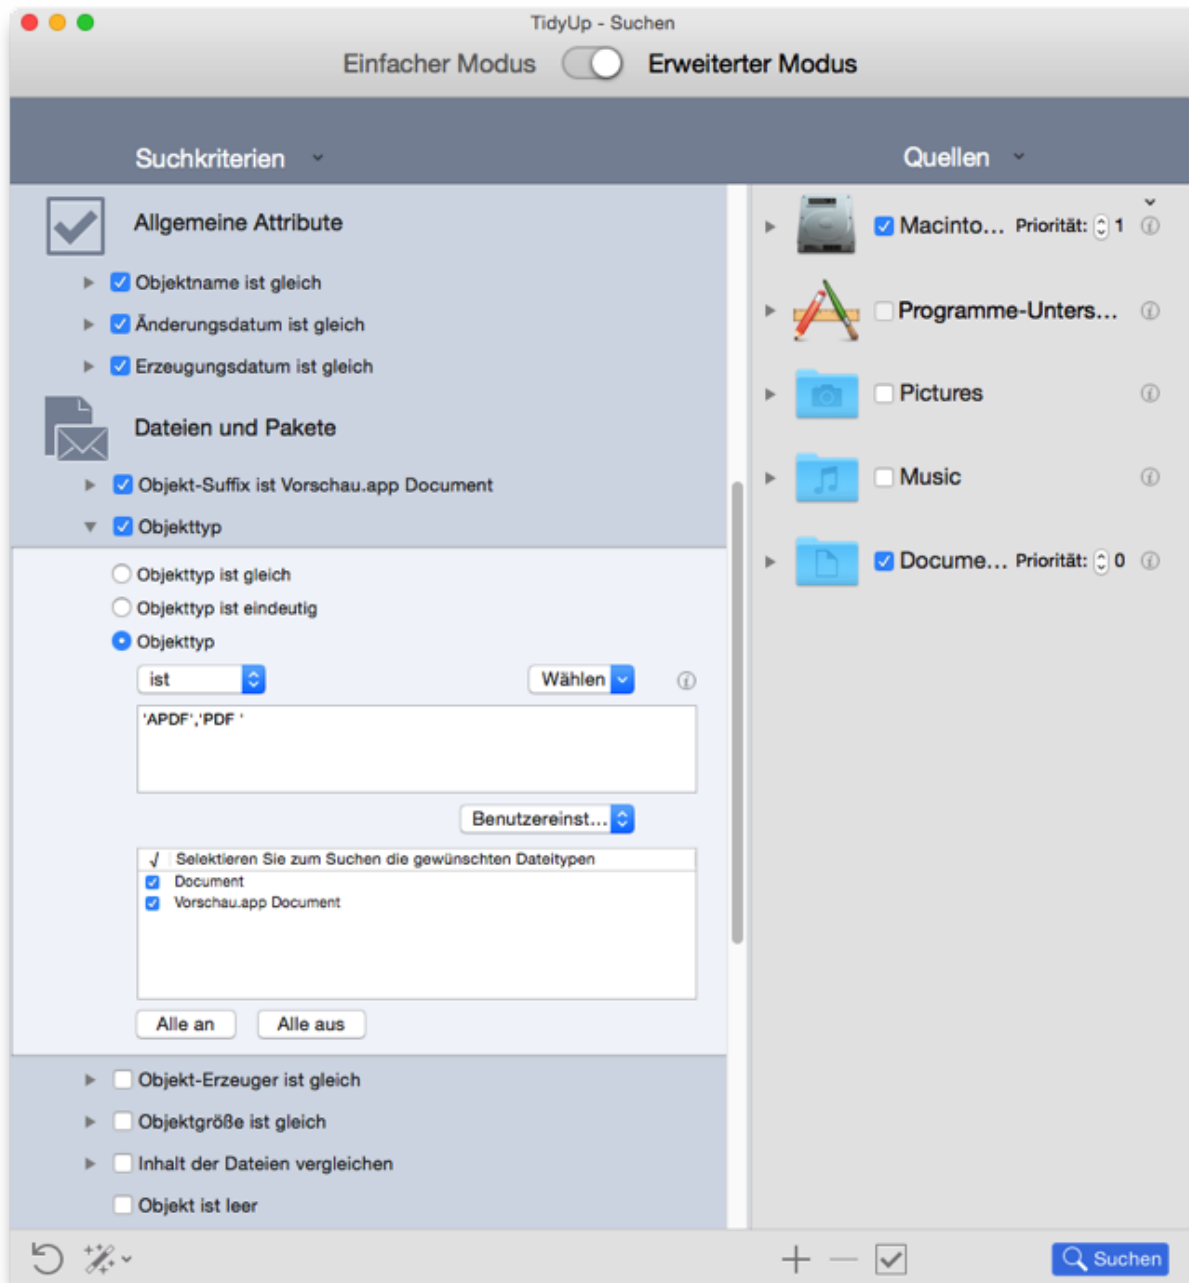 TidyUp - Suchen
Einfacher Modus Erweiterter Modus
Suchkriterien
Allgemeine Attribute
Objektname ist gleich
Änderungsdatum ist gleich
Erzeugungsdatum ist gleich
Dateien und Pakete
Objekt-Suffix ist Vorschau.app Document
Objekttyp
Objekttyp ist gleich
Objekttyp ist eindeutig
Objekttyp
ist Wählen
'APDF','PDF '
Benutzereinst...
√ Selektieren Sie zum Suchen die gewünschten Dateitypen
Document
Vorschau.app Document
Alle an Alle aus
Objekt-Erzeuger ist gleich
Objektgröße ist gleich
Inhalt der Dateien vergleichen
Objekt ist leer
Quellen
Macinto... Priorität: 1
Programme-Unters...
Pictures
Music
Docume... Priorität: 0
Suchen